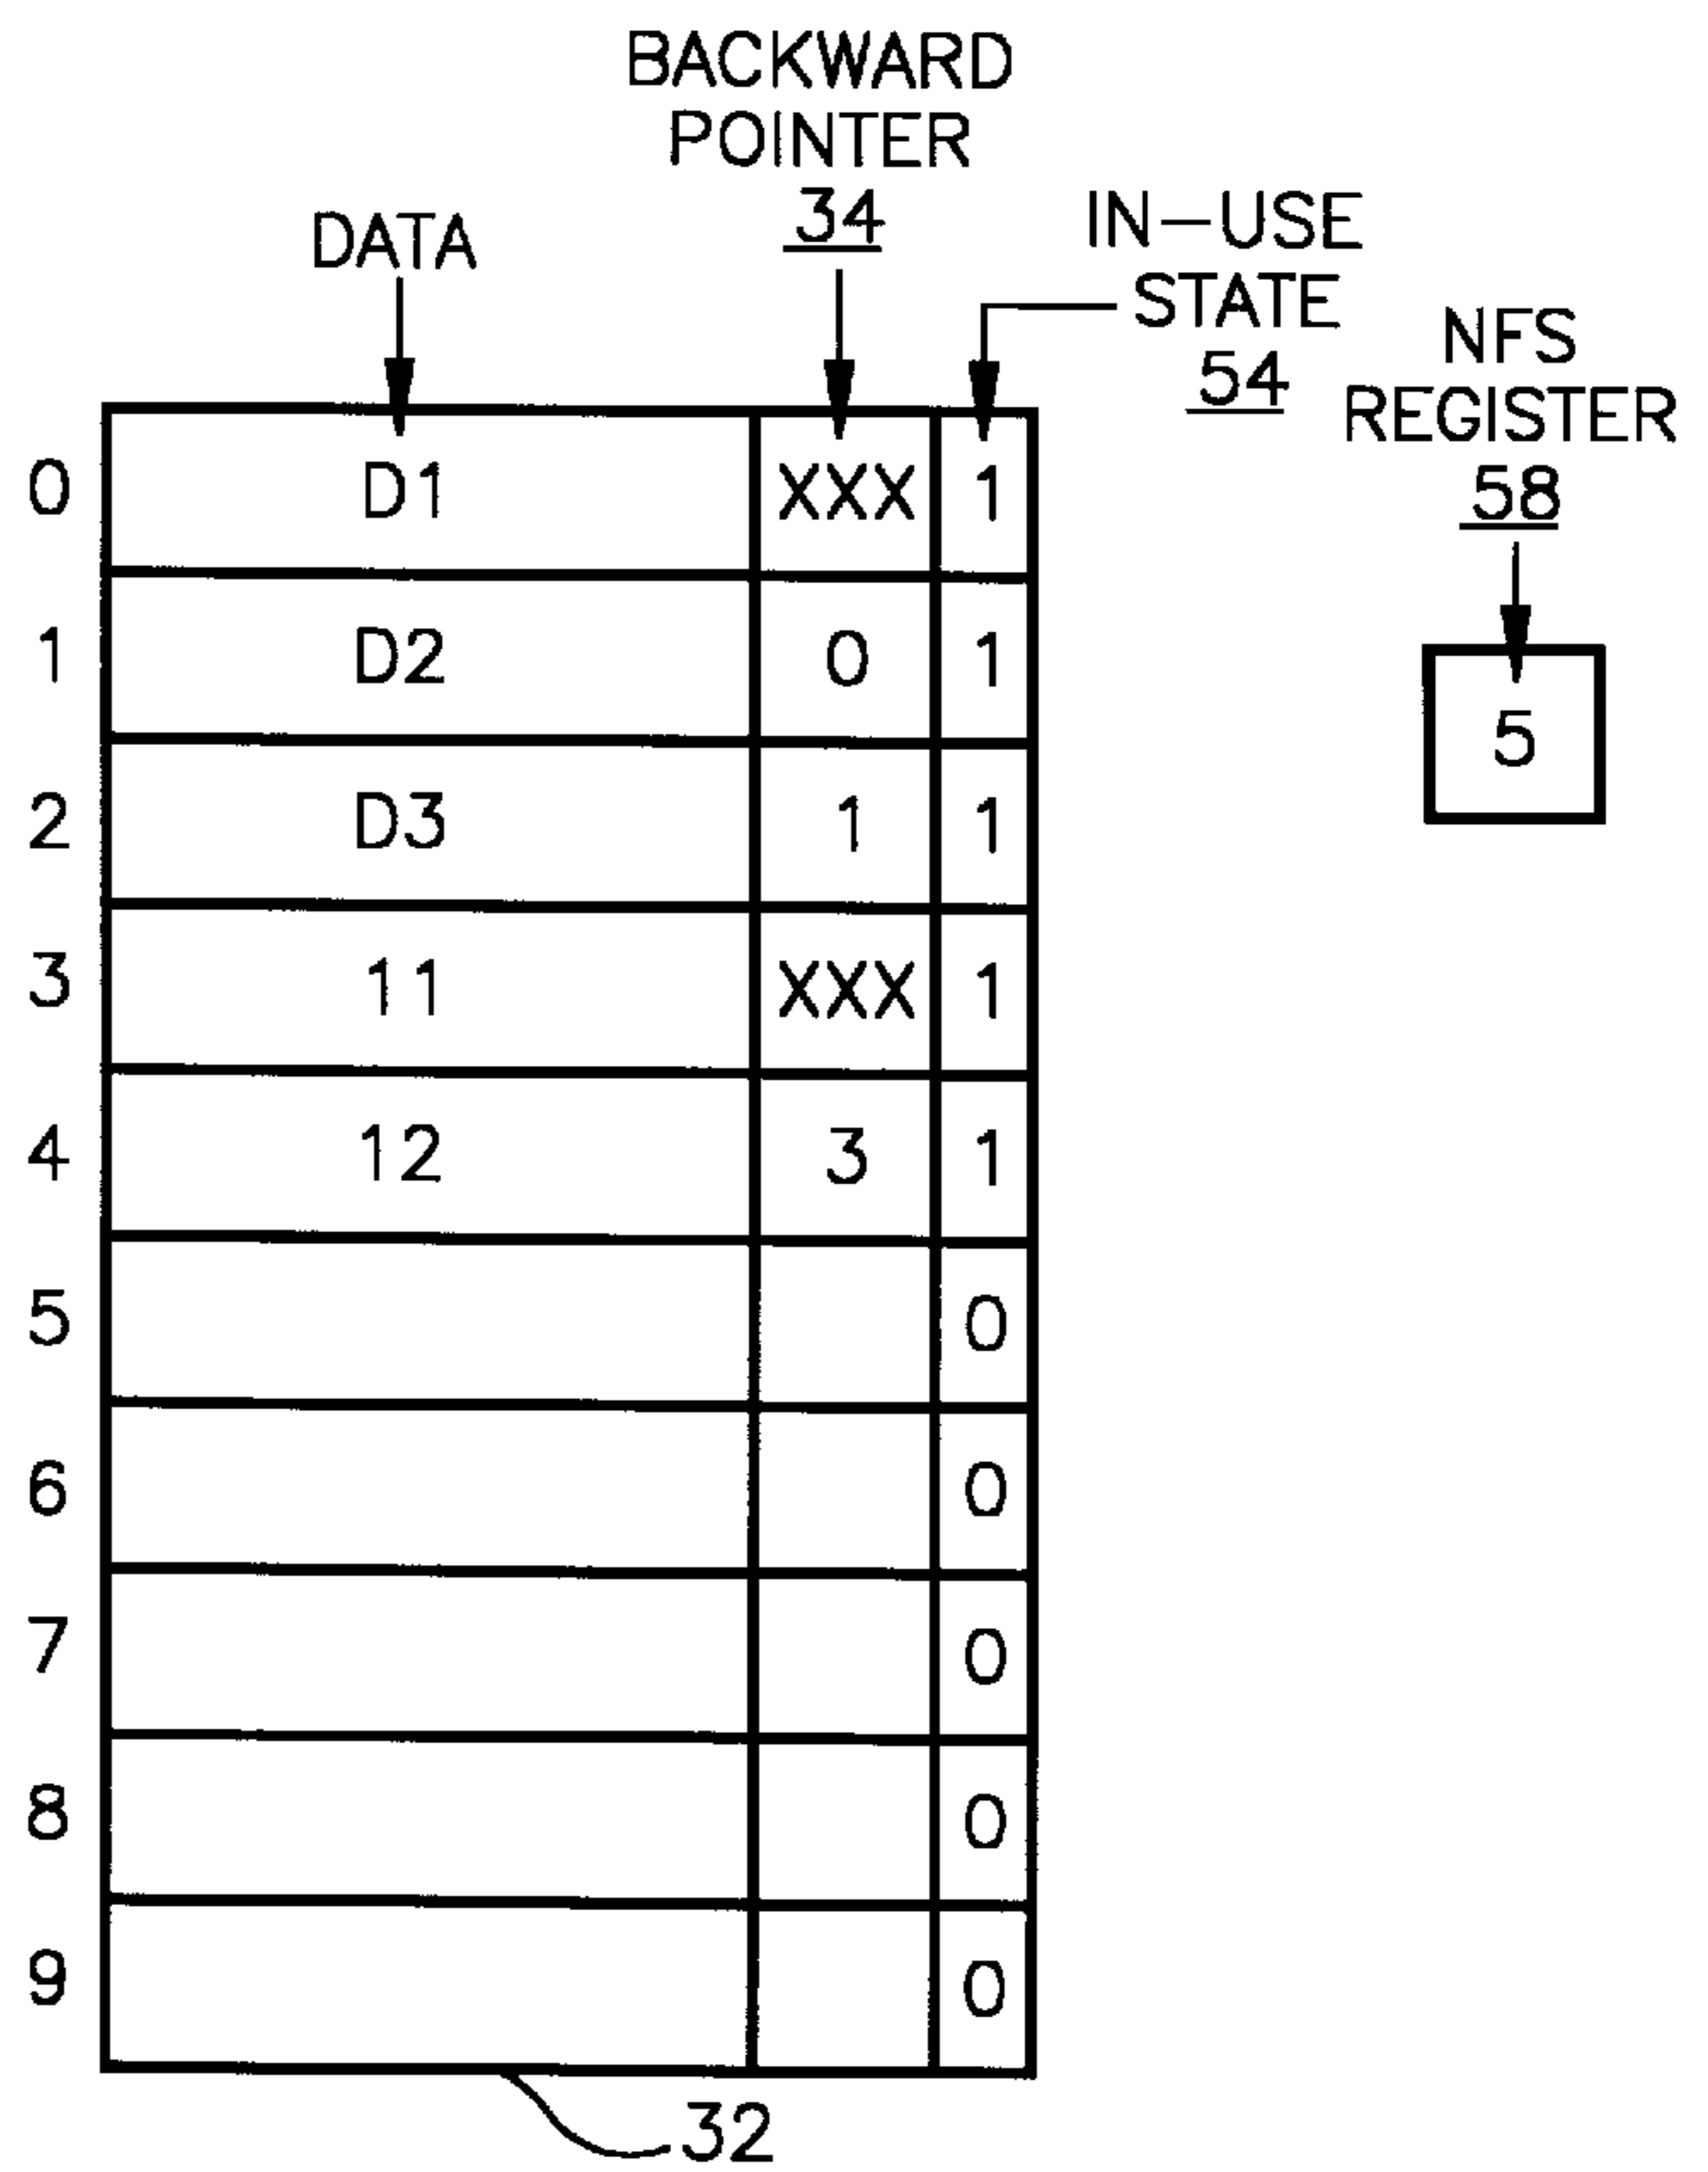 BACKWARD
POINTER
34
DATA
IN-USE
STATE
54
NFS
REGISTER
58
0 D1 XXX 1
1 D2 0 1
5
2 D3 1 1
3 11 XXX 1
4 12 3 1
5 0
6 0
7 0
8 0
9 0
32